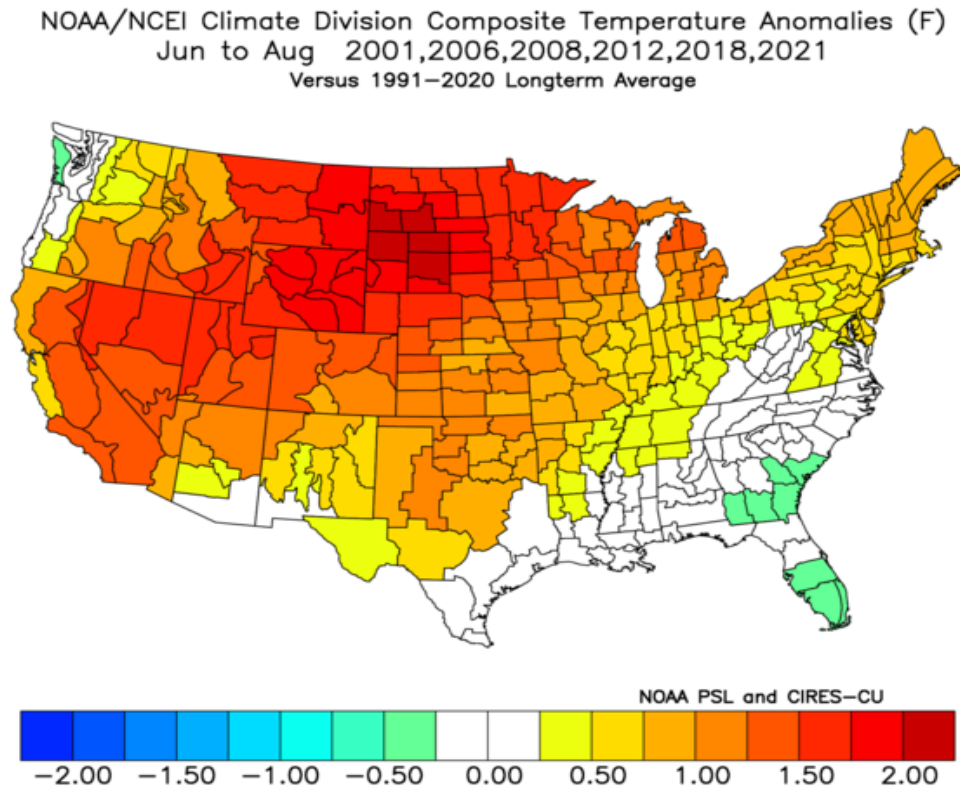 NOAA/NCEI Climate Division Composite Temperature Anomalies (F)
Jun to Aug 2001,2006,2008,2012,2018,2021
Versus 1991−2020 Longterm Average
NOAA PSL and CIRES−CU
−2.00 −1.50 −1.00 −0.50 0.00 0.50 1.00 1.50 2.00